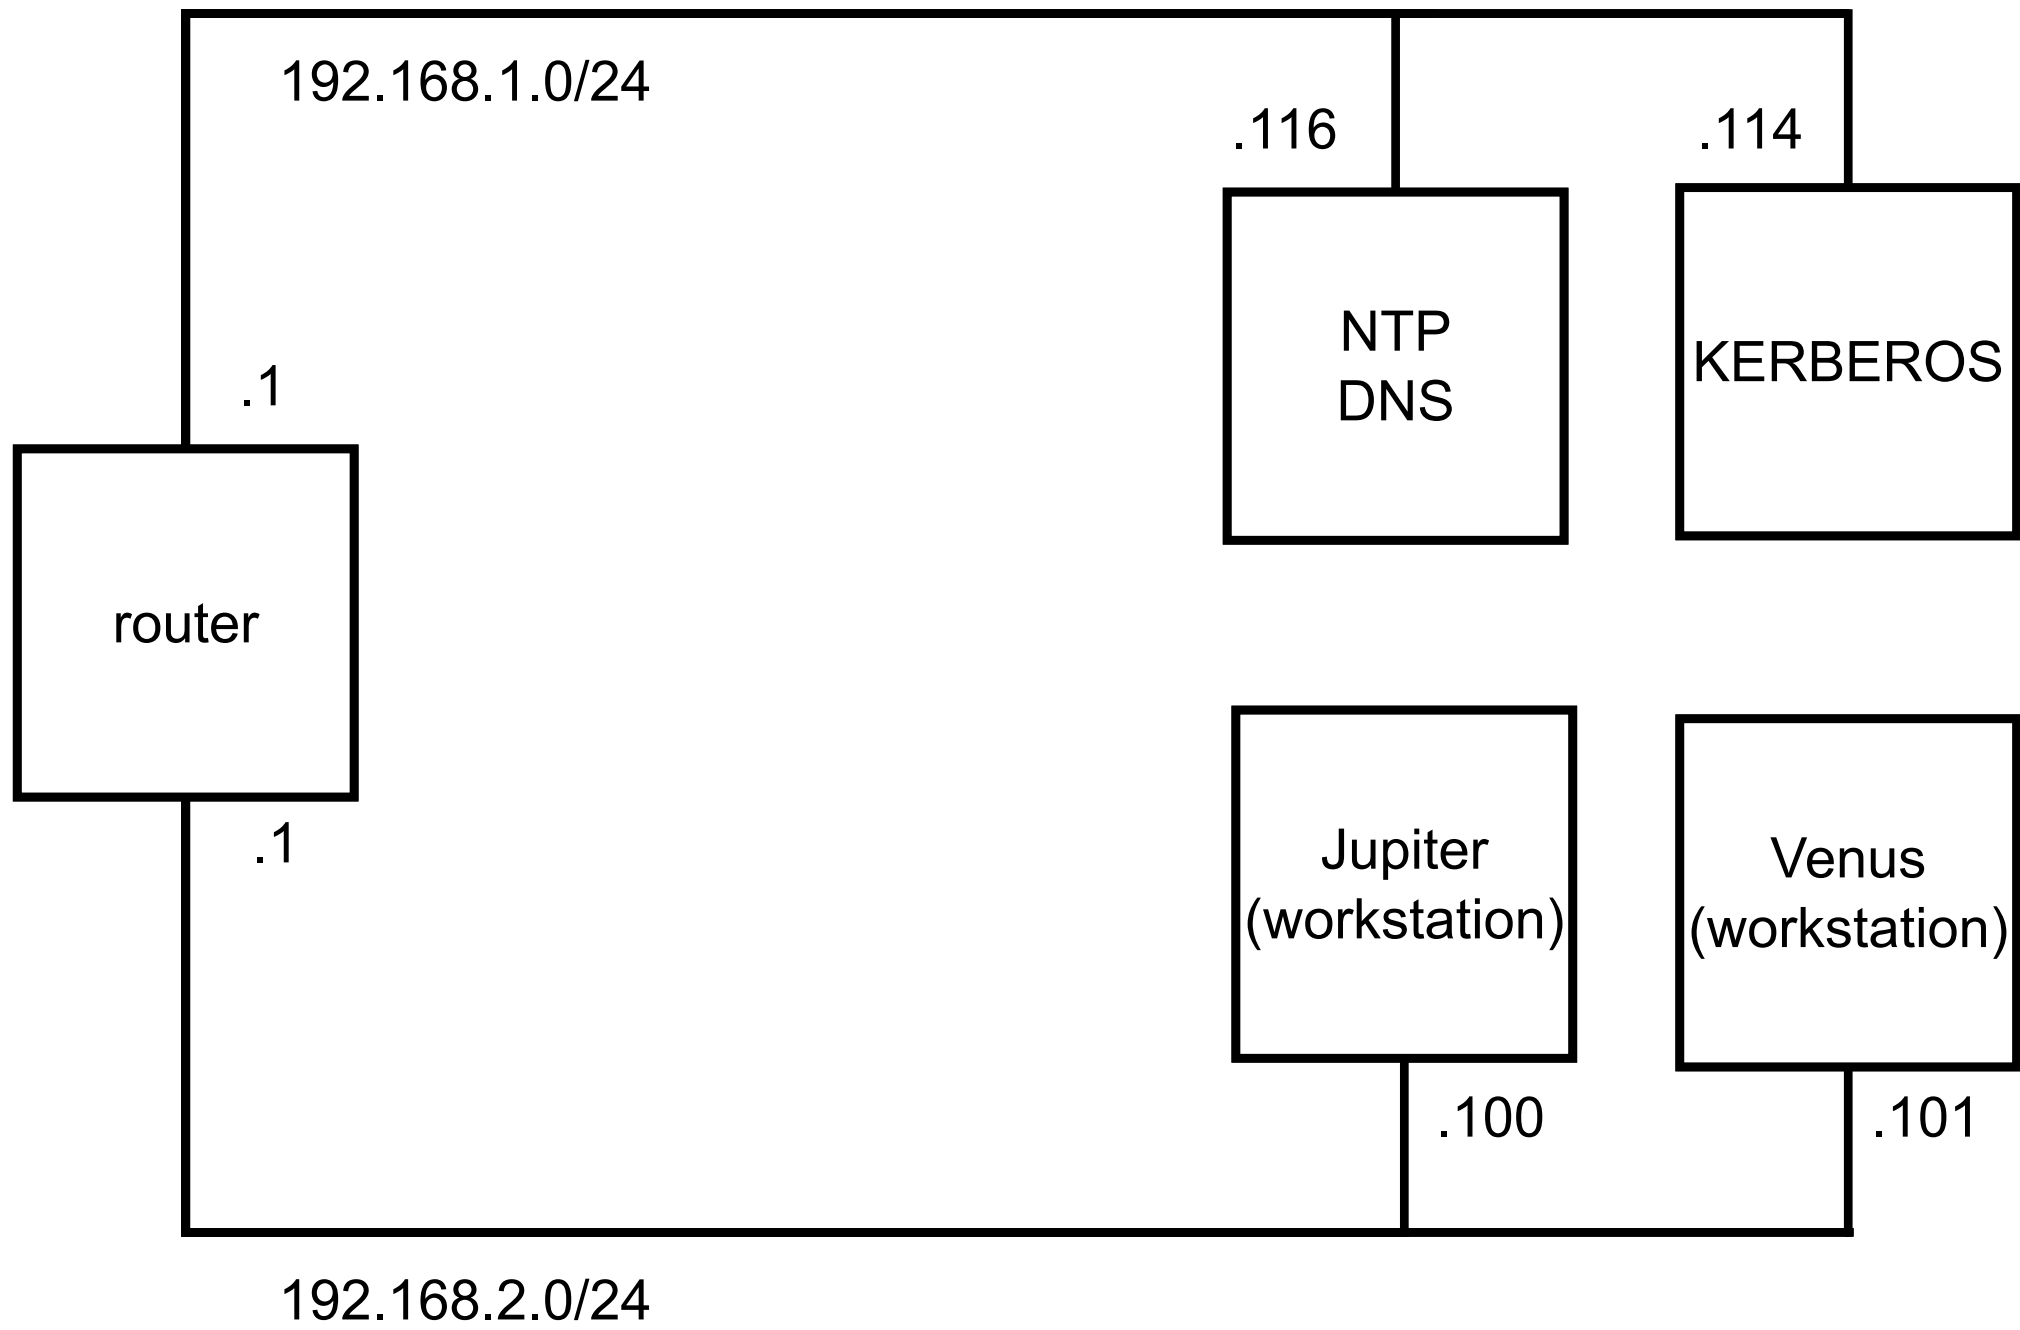 192.168.1.0/24
.116
.114
NTP
DNS
KERBEROS
.1
router
.1
Jupiter
(workstation)
Venus
(workstation)
.100
.101
192.168.2.0/24